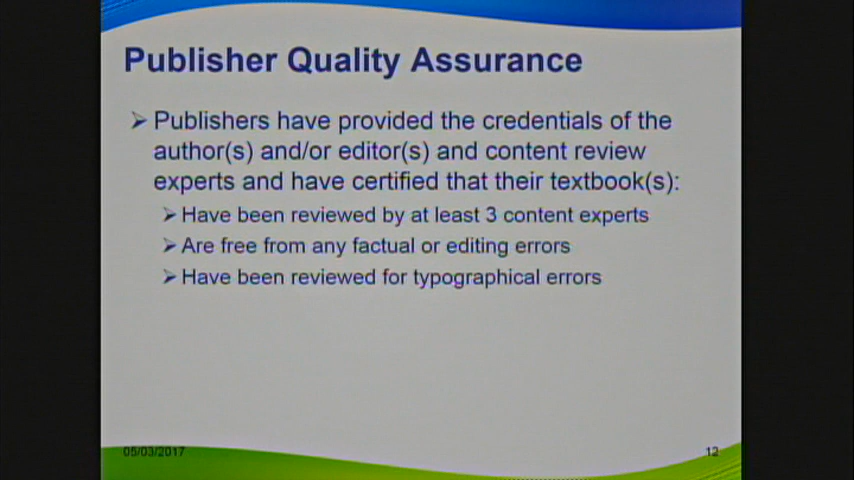 Publisher Quality Assurance
➢ Publishers have provided the credentials of the
author(s) and/or editor(s) and content review
experts and have certified that their textbook(s):
➢ Have been reviewed by at least 3 content experts
➢ Are free from any factual or editing errors
➢ Have been reviewed for typographical errors
05/03/2017
12